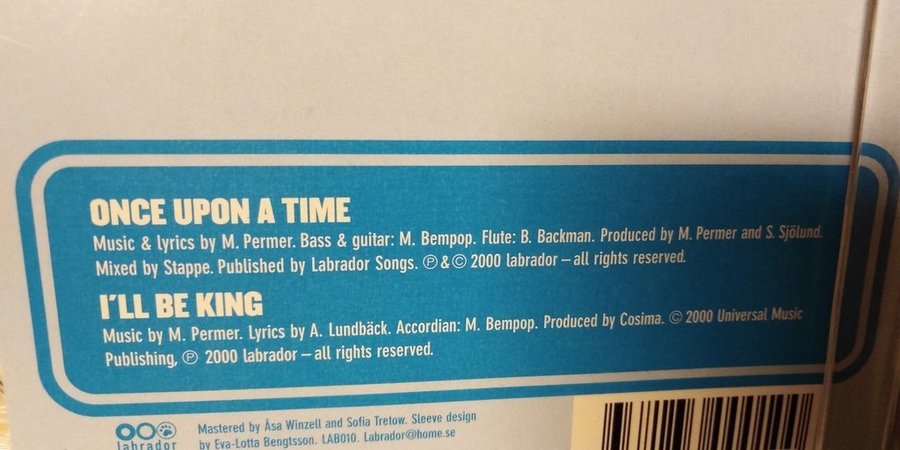 ONCE UPON A TIME
Music & lyrics by M. Permer. Bass & guitar: M. Bempop. Flute: B. Backman. Produced by M. Permer and S. Sjölund.
Mixed by Stappe. Published by Labrador Songs. Ⓟ & © 2000 labrador – all rights reserved.
I'LL BE KING
Music by M. Permer. Lyrics by A. Lundbäck. Accordian: M. Bempop. Produced by Cosima. © 2000 Universal Music
Publishing, Ⓟ 2000 labrador – all rights reserved.
labrador
Mastered by Åsa Winzell and Sofia Tretow. Sleeve design
by Eva-Lotta Bengtsson. LAB010. Labrador@home.se